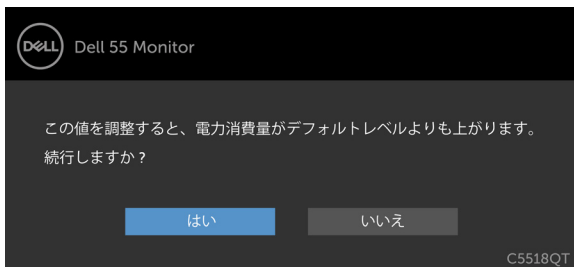 DELL Dell 55 Monitor
この値を調整すると、電力消費量がデフォルトレベルよりも上がります。
続行しますか？
はい いいえ
C5518QT